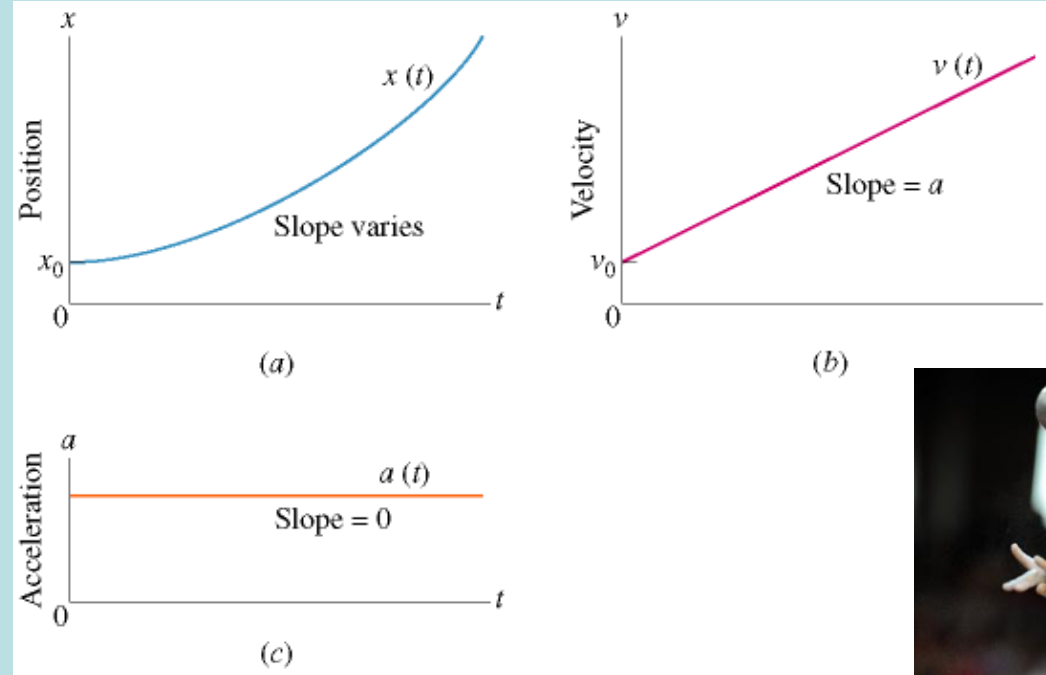 x
Position
x (t)
Slope varies
x0
0
t
(a)
v
Velocity
v (t)
Slope = a
v0
0
(b)
a
Acceleration
a (t)
Slope = 0
0
t
(c)